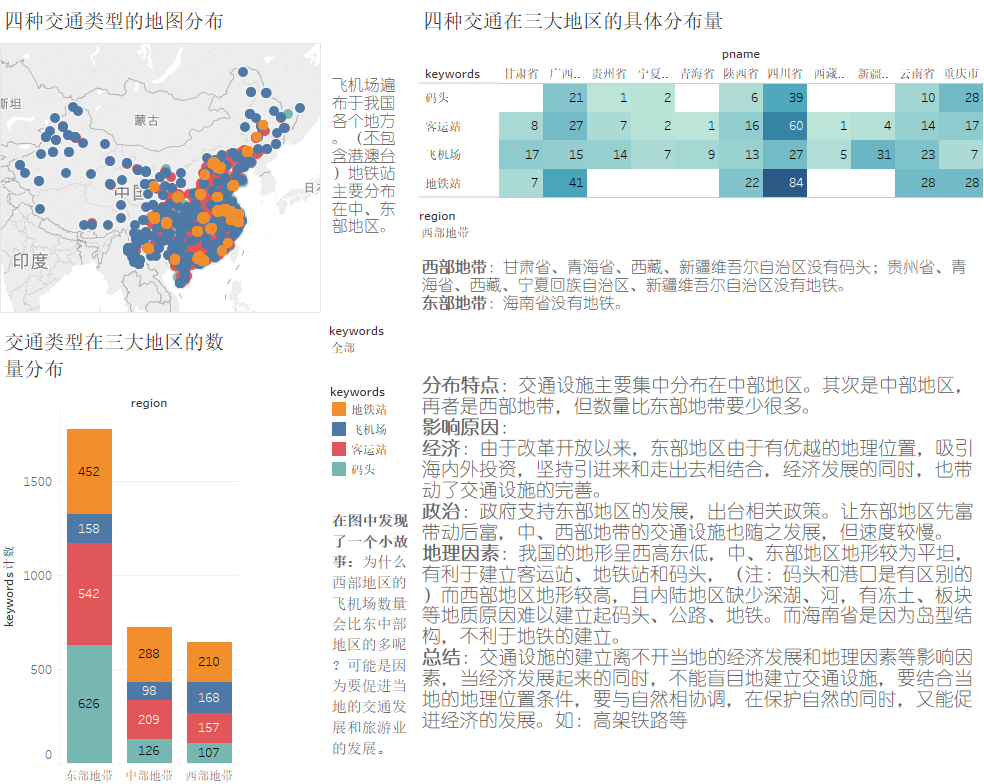 四种交通类型的地图分布
斯坦
蒙古
中国
日本
印度
飞机场遍
布于我国
各个地方
。（不包
含港澳台
）地铁站
主要分布
在中、东
部地区。
四种交通在三大地区的具体分布量
pname
keywords 甘肃省 广西.. 贵州省 宁夏.. 青海省 陕西省 四川省 西藏.. 新疆.. 云南省 重庆市
码头 21 1 2 6 39 10 28
客运站 8 27 7 2 1 16 60 1 4 14 17
飞机场 17 15 14 7 9 13 27 5 31 23 7
地铁站 7 41 22 84 28 28
region
西部地带
西部地带：甘肃省、青海省、西藏、新疆维吾尔自治区没有码头；贵州省、青
海省、西藏、宁夏回族自治区、新疆维吾尔自治区没有地铁。
东部地带：海南省没有地铁。
交通类型在三大地区的数
量分布
region
keywords 计数
1500
1000
500
0
452
158
542
626
288
98
209
126
210
168
157
107
东部地带 中部地带 西部地带
keywords
全部
keywords
地铁站
飞机场
客运站
码头
在图中发现
了一个小故
事：为什么
西部地区的
飞机场数量
会比东中部
地区的多呢
？可能是因
为要促进当
地的交通发
展和旅游业
的发展。
分布特点：交通设施主要集中分布在中部地区。其次是中部地区，
再者是西部地带，但数量比东部地带要少很多。
影响原因：
经济：由于改革开放以来，东部地区由于有优越的地理位置，吸引
海内外投资，坚持引进来和走出去相结合，经济发展的同时，也带
动了交通设施的完善。
政治：政府支持东部地区的发展，出台相关政策。让东部地区先富
带动后富，中、西部地带的交通设施也随之发展，但速度较慢。
地理因素：我国的地形呈西高东低，中、东部地区地形较为平坦，
有利于建立客运站、地铁站和码头，（注：码头和港口是有区别的
）而西部地区地形较高，且内陆地区缺少深湖、河，有冻土、板块
等地质原因难以建立起码头、公路、地铁。而海南省是因为岛型结
构，不利于地铁的建立。
总结：交通设施的建立离不开当地的经济发展和地理因素等影响因
素，当经济发展起来的同时，不能盲目地建立交通设施，要结合当
地的地理位置条件，要与自然相协调，在保护自然的同时，又能促
进经济的发展。如：高架铁路等